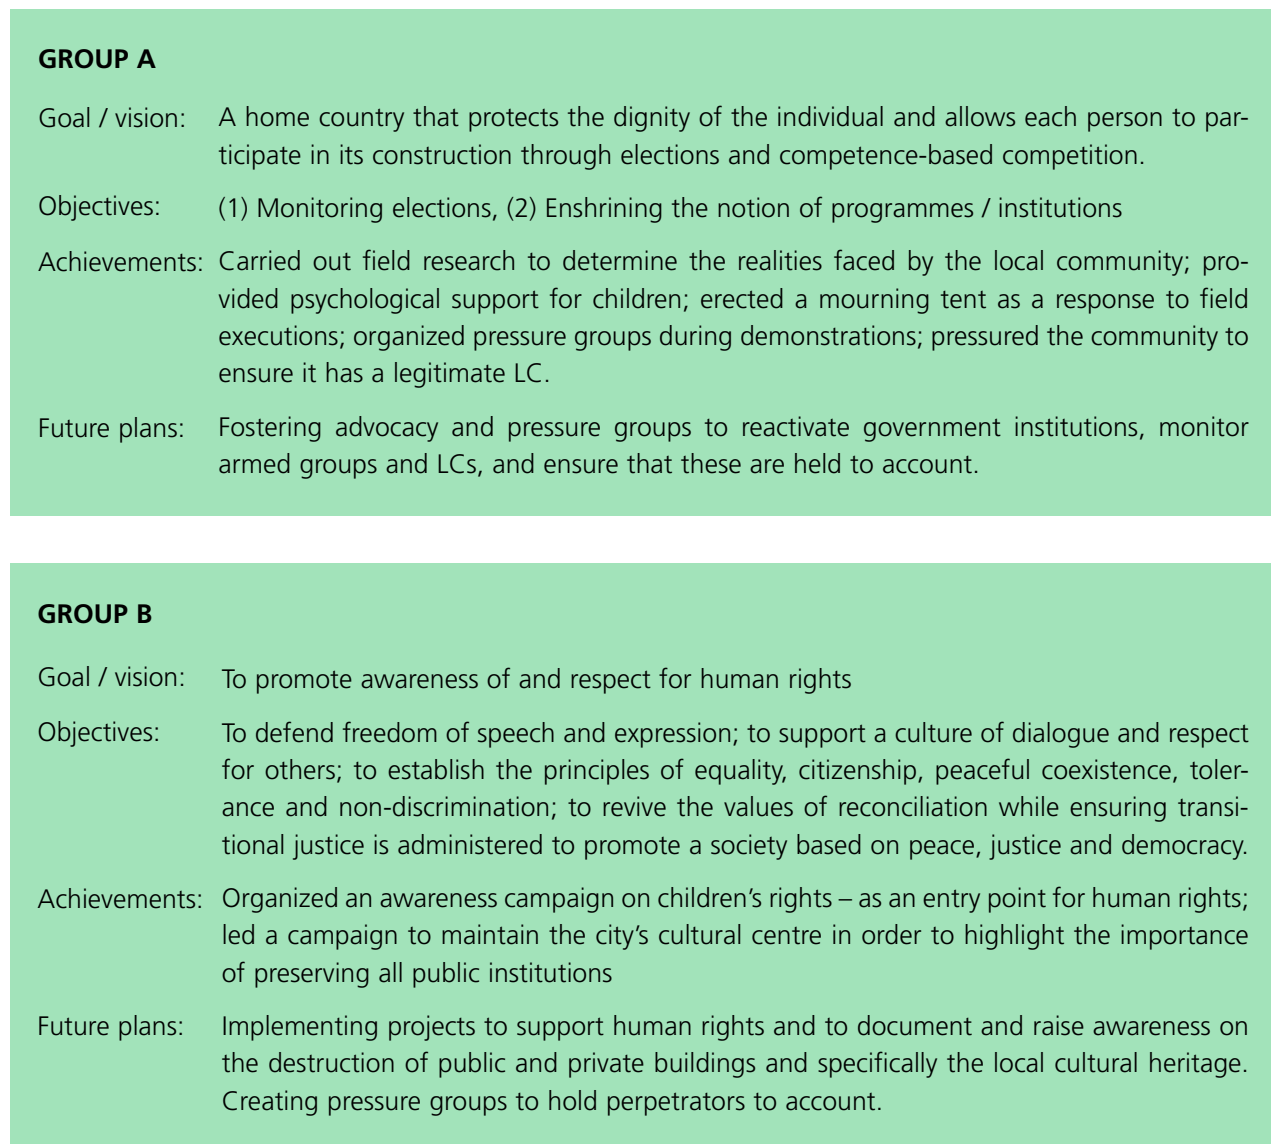 GROUP A
Goal / vision: A home country that protects the dignity of the individual and allows each person to par-
ticipate in its construction through elections and competence-based competition.
Objectives: (1) Monitoring elections, (2) Enshrining the notion of programmes / institutions
Achievements: Carried out field research to determine the realities faced by the local community; pro-
vided psychological support for children; erected a mourning tent as a response to field
executions; organized pressure groups during demonstrations; pressured the community to
ensure it has a legitimate LC.
Future plans: Fostering advocacy and pressure groups to reactivate government institutions, monitor
armed groups and LCs, and ensure that these are held to account.
GROUP B
Goal / vision: To promote awareness of and respect for human rights
Objectives: To defend freedom of speech and expression; to support a culture of dialogue and respect
for others; to establish the principles of equality, citizenship, peaceful coexistence, toler-
ance and non-discrimination; to revive the values of reconciliation while ensuring transi-
tional justice is administered to promote a society based on peace, justice and democracy.
Achievements: Organized an awareness campaign on children’s rights – as an entry point for human rights;
led a campaign to maintain the city’s cultural centre in order to highlight the importance
of preserving all public institutions
Future plans: Implementing projects to support human rights and to document and raise awareness on
the destruction of public and private buildings and specifically the local cultural heritage.
Creating pressure groups to hold perpetrators to account.